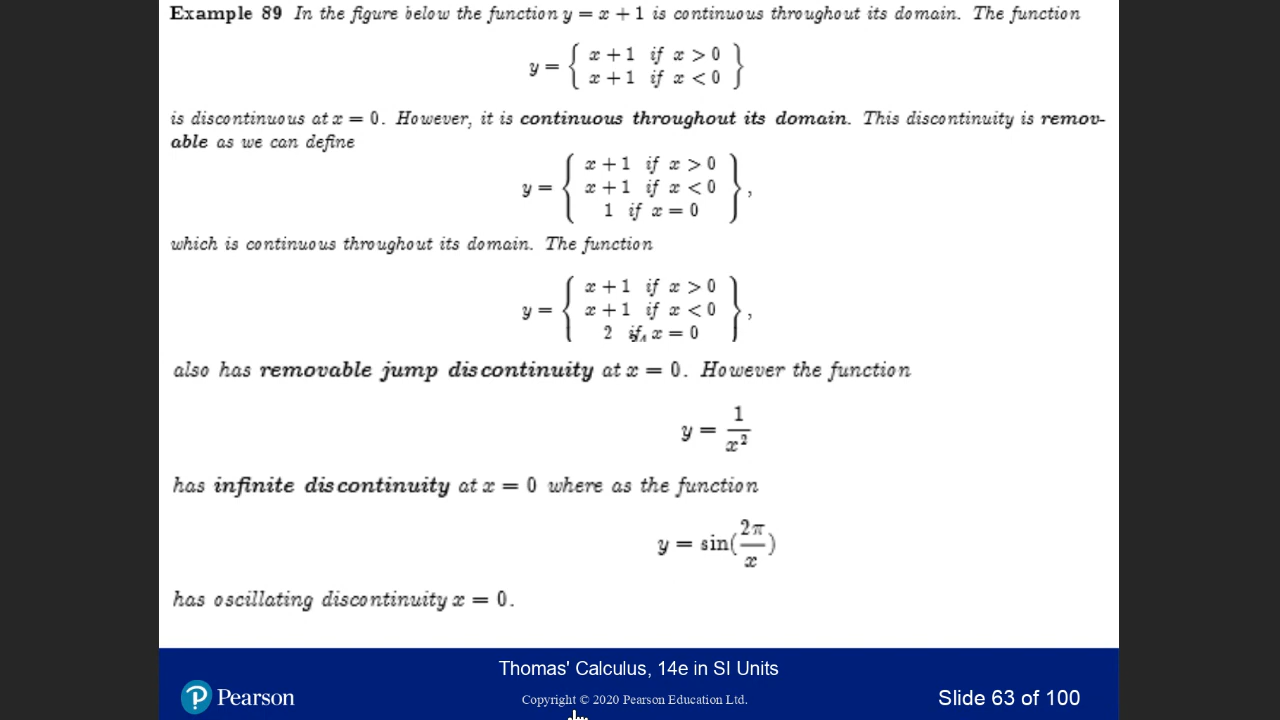 Example 89 In the figure below the function y = x + 1 is continuous throughout its domain. The function
y = { x + 1 if x > 0
x + 1 if x < 0 }
is discontinuous at x = 0. However, it is continuous throughout its domain. This discontinuity is remov-
able as we can define
y = { x + 1 if x > 0
x + 1 if x < 0
1 if x = 0 },
which is continuous throughout its domain. The function
y = { x + 1 if x > 0
x + 1 if x < 0
2 if x = 0 },
also has removable jump discontinuity at x = 0. However the function
y = 1/x²
has infinite discontinuity at x = 0 where as the function
y = sin(2π/x)
has oscillating discontinuity x = 0.
Thomas' Calculus, 14e in SI Units
P Pearson
Copyright © 2020 Pearson Education Ltd.
Slide 63 of 100